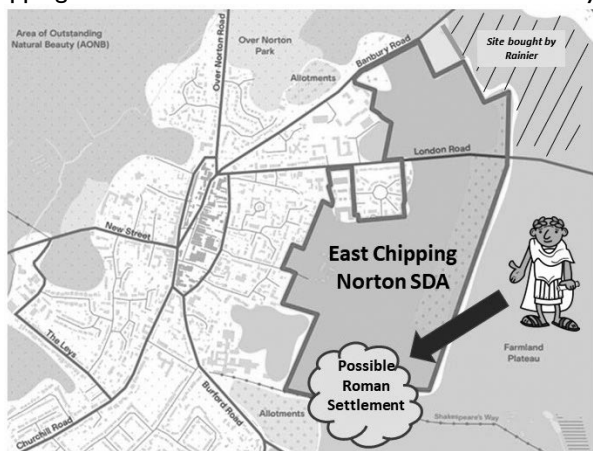 Area of Outstanding
Natural Beauty (AONB)
Over Norton Road
Over Norton
Park
Allotments
Banbury Road
Site bought by
Rainier
London Road
New Street
East Chipping
Norton SDA
The Leys
Possible
Roman
Settlement
Farmland
Plateau
Churchill Road
Burford Road
Allotments
Shakespeare's Way